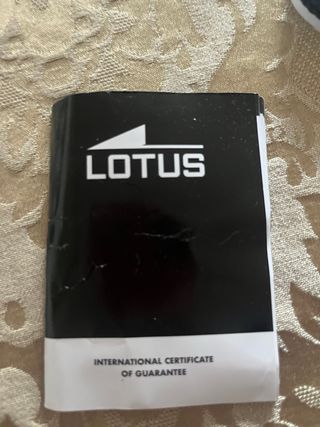 LOTUS
INTERNATIONAL CERTIFICATE
OF GUARANTEE